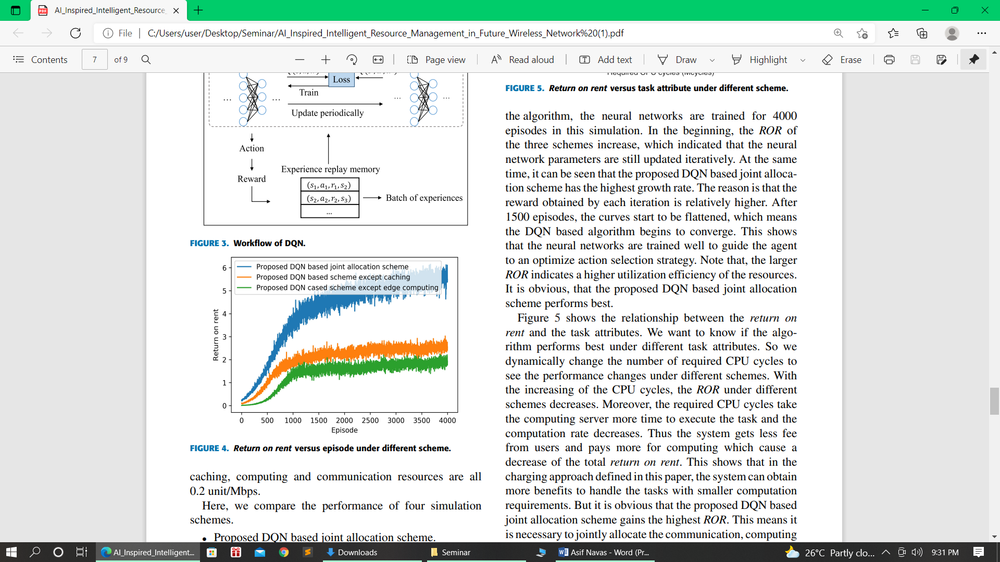 AI_Inspired_Intelligent_Resource_
File
C:/Users/user/Desktop/Seminar/AI_Inspired_Intelligent_Resource_Management_in_Future_Wireless_Network%20(1).pdf
Contents
7 of 9
Page view
Read aloud
Add text
Draw
Highlight
Erase
Loss
Train
Update periodically
Action
Reward
Experience replay memory
(s₁, a₁, r₁, s₂)
(s₂, a₂, r₂, s₃)
...
Batch of experiences
FIGURE 3. Workflow of DQN.
Proposed DQN based joint allocation scheme
Proposed DQN based scheme except caching
Proposed DQN cased scheme except edge computing
Return on rent
6
5
4
3
2
1
0
0 500 1000 1500 2000 2500 3000 3500 4000
Episode
FIGURE 4. Return on rent versus episode under different scheme.
caching, computing and communication resources are all
0.2 unit/Mbps.
Here, we compare the performance of four simulation
schemes.
• Proposed DQN based joint allocation scheme.
Required CPU cycles (Mcycles)
FIGURE 5. Return on rent versus task attribute under different scheme.
the algorithm, the neural networks are trained for 4000
episodes in this simulation. In the beginning, the ROR of
the three schemes increase, which indicated that the neural
network parameters are still updated iteratively. At the same
time, it can be seen that the proposed DQN based joint alloca-
tion scheme has the highest growth rate. The reason is that the
reward obtained by each iteration is relatively higher. After
1500 episodes, the curves start to be flattened, which means
the DQN based algorithm begins to converge. This shows
that the neural networks are trained well to guide the agent
to an optimize action selection strategy. Note that, the larger
ROR indicates a higher utilization efficiency of the resources.
It is obvious, that the proposed DQN based joint allocation
scheme performs best.
Figure 5 shows the relationship between the return on
rent and the task attributes. We want to know if the algo-
rithm performs best under different task attributes. So we
dynamically change the number of required CPU cycles to
see the performance changes under different schemes. With
the increasing of the CPU cycles, the ROR under different
schemes decreases. Moreover, the required CPU cycles take
the computing server more time to execute the task and the
computation rate decreases. Thus the system gets less fee
from users and pays more for computing which cause a
decrease of the total return on rent. This shows that in the
charging approach defined in this paper, the system can obtain
more benefits to handle the tasks with smaller computation
requirements. But it is obvious that the proposed DQN based
joint allocation scheme gains the highest ROR. This means it
is necessary to jointly allocate the communication, computing
AI_Inspired_Intelligent...
Downloads
Seminar
Asif Navas - Word (Pr...
26°C Partly clo...
9:31 PM